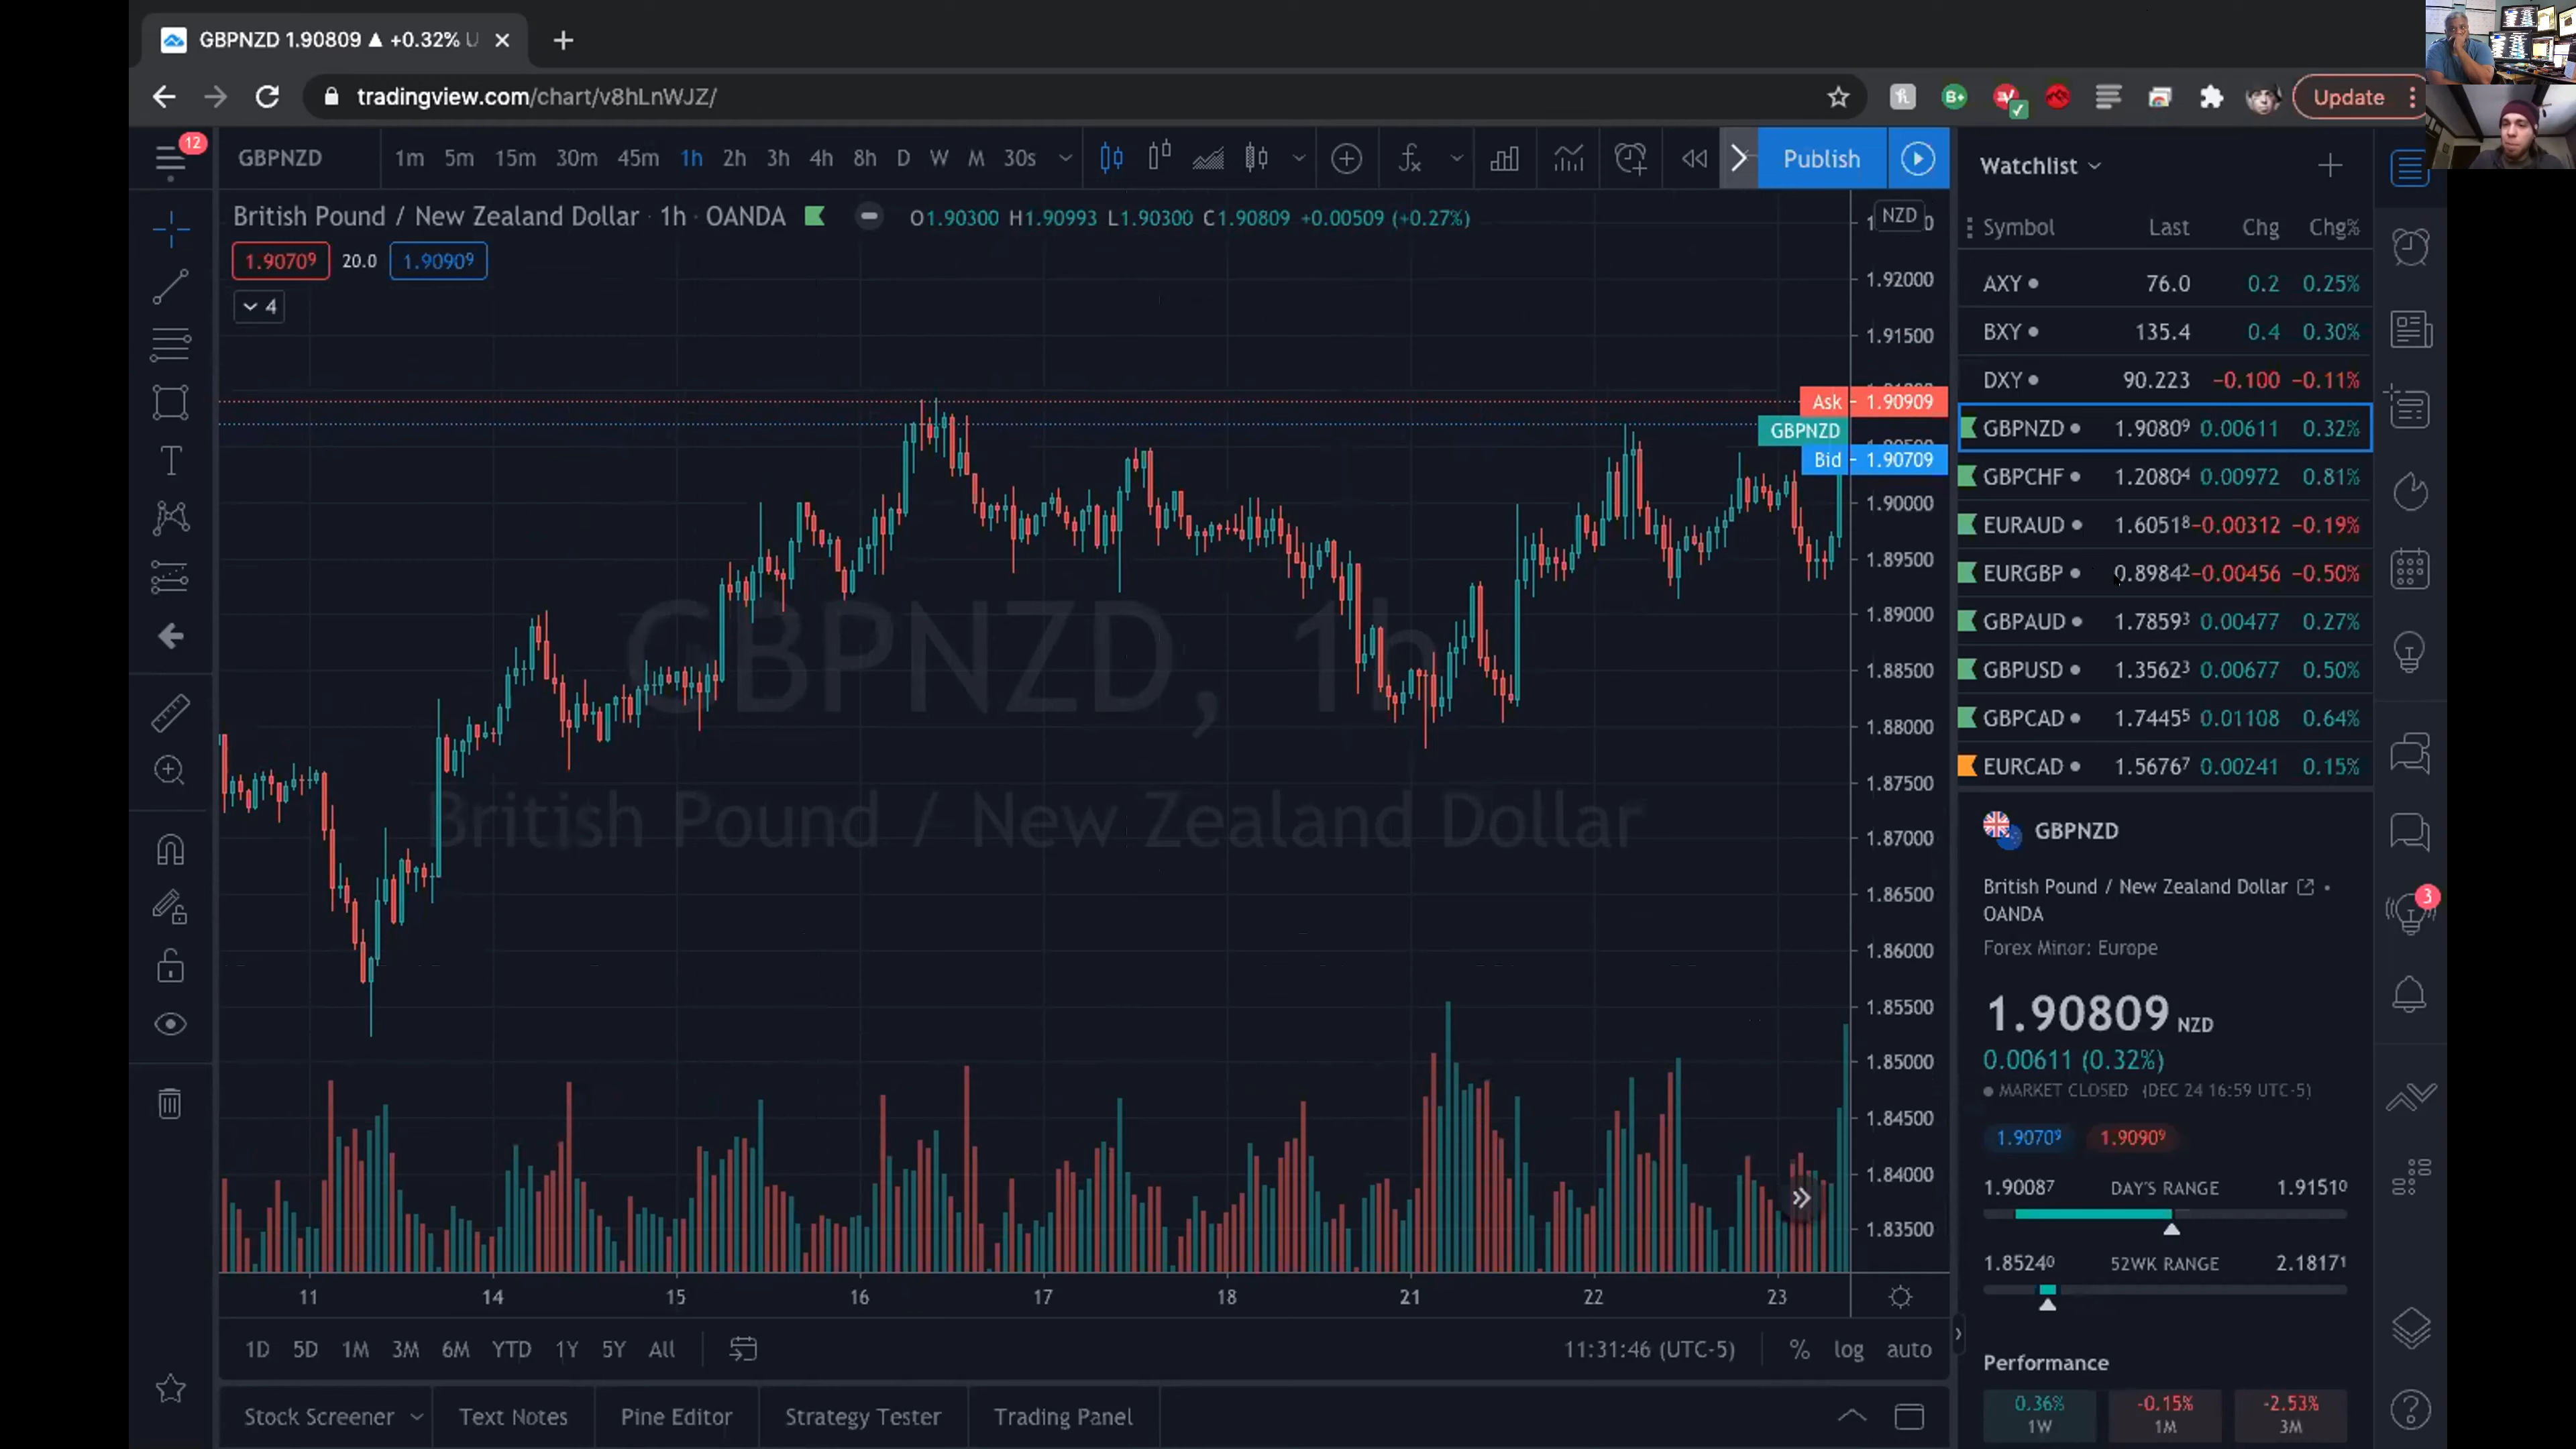 GBPNZD 1.90809 ▲ +0.32% U
tradingview.com/chart/v8hLnWJZ/
Update
12
GBPNZD 1m 5m 15m 30m 45m 1h 2h 3h 4h 8h D W M 30s
Publish
British Pound / New Zealand Dollar · 1h · OANDA
O1.90300 H1.90993 L1.90300 C1.90809 +0.00509 (+0.27%)
1.90709 20.0 1.90909
4
NZD
1.92000
1.91500
Ask 1.90909
GBPNZD
Bid 1.90709
1.90000
1.89500
1.89000
1.88500
1.88000
1.87500
1.87000
1.86500
1.86000
1.85500
1.85000
1.84500
1.84000
1.83500
GBPNZD, 1h
British Pound / New Zealand Dollar
11 14 15 16 17 18 21 22 23
1D 5D 1M 3M 6M YTD 1Y 5Y All
11:31:46 (UTC-5) % log auto
Stock Screener Text Notes Pine Editor Strategy Tester Trading Panel
Watchlist
Symbol Last Chg Chg%
AXY 76.0 0.2 0.25%
BXY 135.4 0.4 0.30%
DXY 90.223 −0.100 −0.11%
GBPNZD 1.90809 0.00611 0.32%
GBPCHF 1.20804 0.00972 0.81%
EURAUD 1.60518 −0.00312 −0.19%
EURGBP 0.89842 −0.00456 −0.50%
GBPAUD 1.78593 0.00477 0.27%
GBPUSD 1.35623 0.00677 0.50%
GBPCAD 1.74455 0.01108 0.64%
EURCAD 1.56767 0.00241 0.15%
GBPNZD
British Pound / New Zealand Dollar
OANDA
Forex Minor: Europe
1.90809 NZD
0.00611 (0.32%)
MARKET CLOSED (DEC 24 16:59 UTC-5)
1.90709 1.90909
1.90087 DAY'S RANGE 1.91510
1.85240 52WK RANGE 2.18171
Performance
0.36% -0.15% -2.53%
1W 1M 3M
3